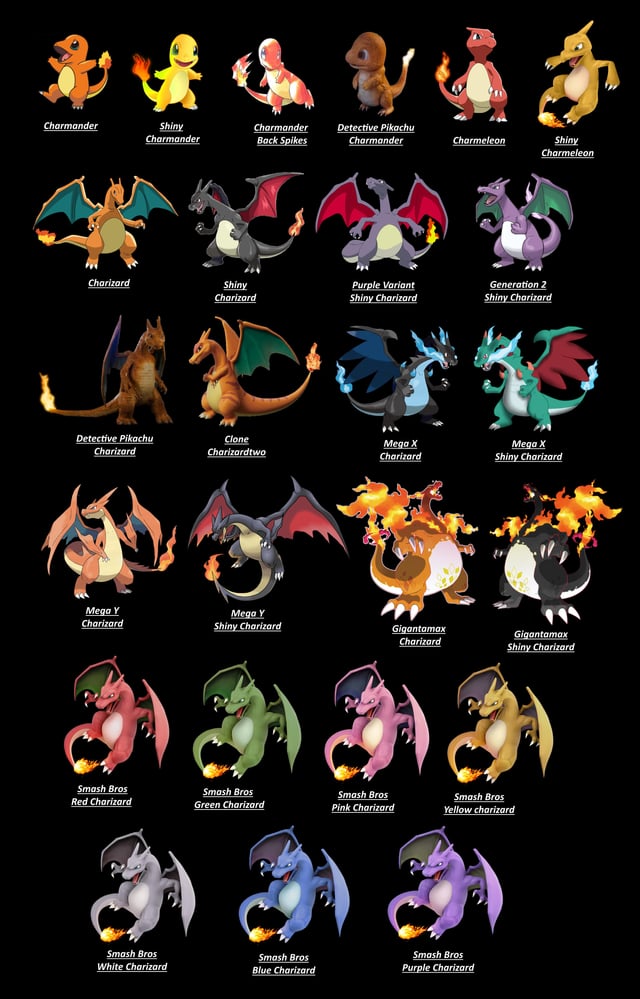 Charmander
Shiny
Charmander
Charmander
Back Spikes
Detective Pikachu
Charmander
Charmeleon
Shiny
Charmeleon
Charizard
Shiny
Charizard
Purple Variant
Shiny Charizard
Generation 2
Shiny Charizard
Detective Pikachu
Charizard
Clone
Charizardtwo
Mega X
Charizard
Mega X
Shiny Charizard
Mega Y
Charizard
Mega Y
Shiny Charizard
Gigantamax
Charizard
Gigantamax
Shiny Charizard
Smash Bros
Red Charizard
Smash Bros
Green Charizard
Smash Bros
Pink Charizard
Smash Bros
Yellow charizard
Smash Bros
White Charizard
Smash Bros
Blue Charizard
Smash Bros
Purple Charizard